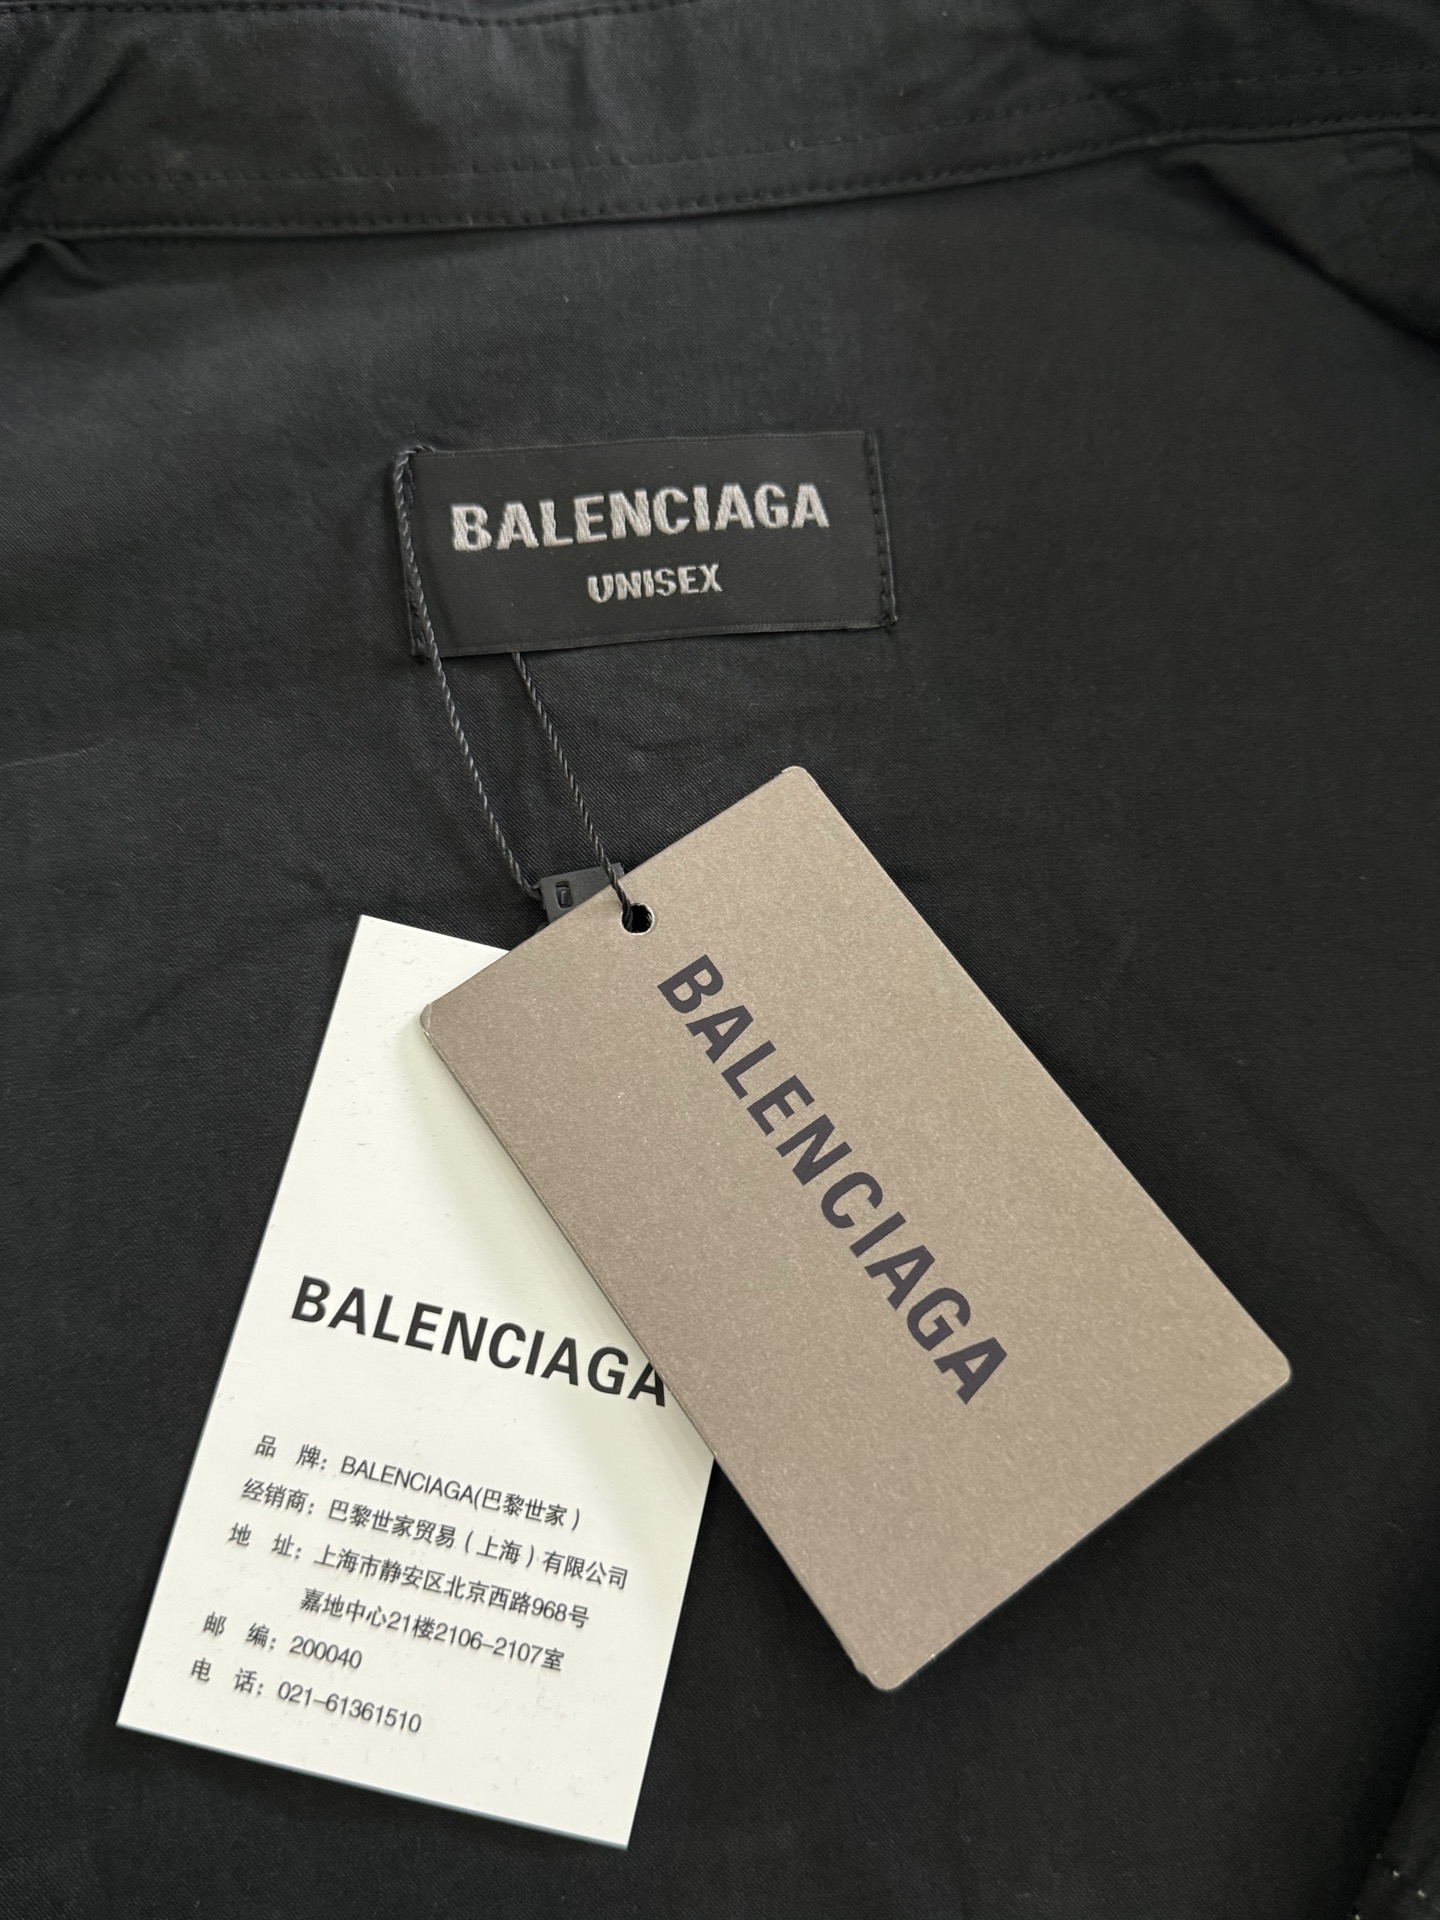 BALENCIAGA
UNISEX
BALENCIAGA
BALENCIAGA
品 牌: BALENCIAGA(巴黎世家)
经销商: 巴黎世家贸易(上海)有限公司
地 址: 上海市静安区北京西路968号
嘉地中心21楼2106-2107室
邮 编: 200040
电 话: 021-61361510